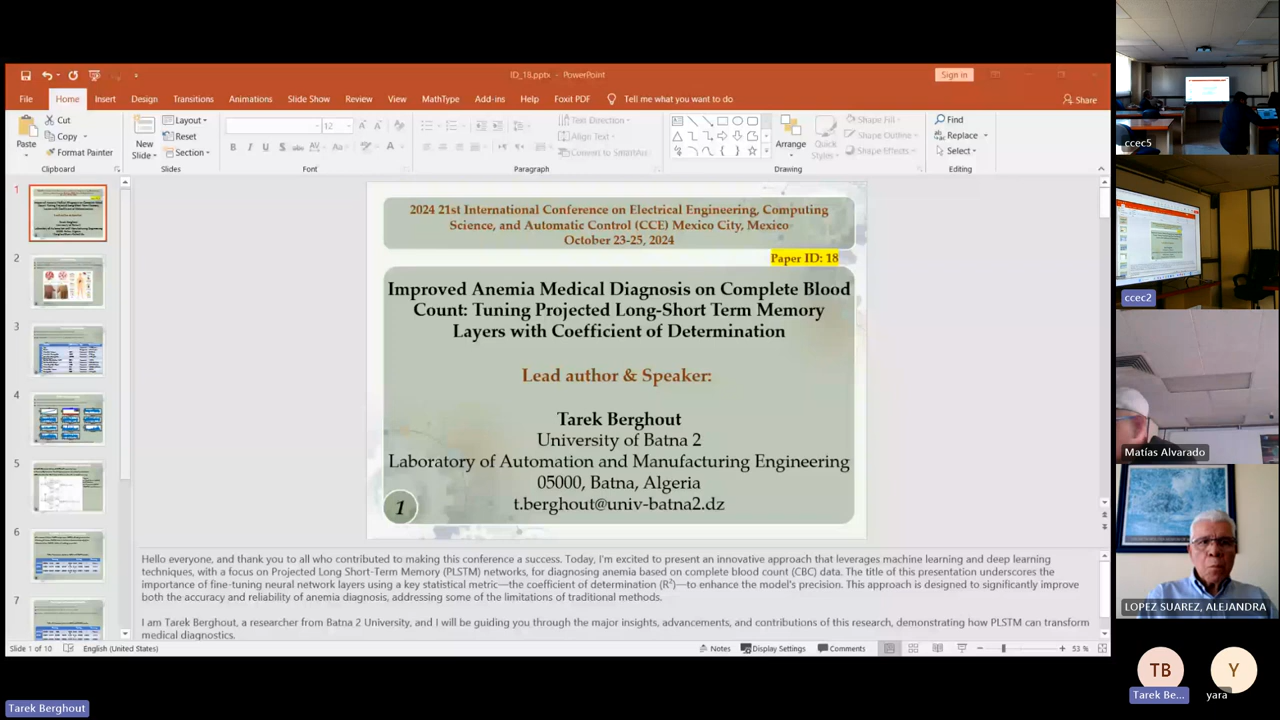 ID_18.pptx - PowerPoint
Sign in
File Home Insert Design Transitions Animations Slide Show Review View MathType Add-ins Help Foxit PDF Tell me what you want to do Share
Paste
Cut
Copy
Format Painter
Clipboard
New Slide
Layout
Reset
Section
Slides
12
Font
Text Direction
Align Text
Convert to SmartArt
Paragraph
Arrange
Quick Styles
Shape Fill
Shape Outline
Shape Effects
Drawing
Find
Replace
Select
Editing
1
2
3
4
5
6
7
2024 21st International Conference on Electrical Engineering, Computing
Science, and Automatic Control (CCE) Mexico City, Mexico
October 23-25, 2024
Paper ID: 18
Improved Anemia Medical Diagnosis on Complete Blood
Count: Tuning Projected Long-Short Term Memory
Layers with Coefficient of Determination
Lead author & Speaker:
Tarek Berghout
University of Batna 2
Laboratory of Automation and Manufacturing Engineering
05000, Batna, Algeria
t.berghout@univ-batna2.dz
1
Hello everyone, and thank you to all who contributed to making this conference a success. Today, I'm excited to present an innovative approach that leverages machine learning and deep learning
techniques, with a focus on Projected Long Short-Term Memory (PLSTM) networks, for diagnosing anemia based on complete blood count (CBC) data. The title of this presentation underscores the
importance of fine-tuning neural network layers using a key statistical metric—the coefficient of determination (R²)—to enhance the model's precision. This approach is designed to significantly improve
both the accuracy and reliability of anemia diagnosis, addressing some of the limitations of traditional methods.
I am Tarek Berghout, a researcher from Batna 2 University, and I will be guiding you through the major insights, advancements, and contributions of this research, demonstrating how PLSTM can transform
medical diagnostics.
Slide 1 of 10 English (United States) Notes Display Settings Comments 53 %
Tarek Berghout
ccec5
ccec2
Matías Alvarado
LOPEZ SUAREZ, ALEJANDRA
TB
Tarek Be...
Y
yara